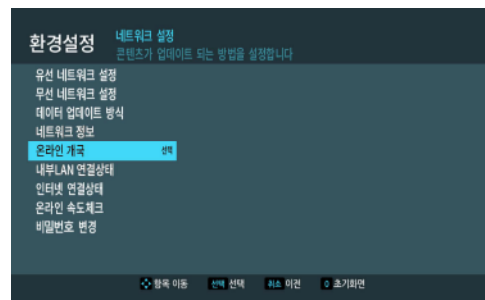 환경설정
네트워크 설정
콘텐츠가 업데이트 되는 방법을 설정합니다
유선 네트워크 설정
무선 네트워크 설정
데이터 업데이트 방식
네트워크 정보
온라인 개국 선택
내부LAN 연결상태
인터넷 연결상태
온라인 속도체크
비밀번호 변경
항목 이동 선택 선택 취소 이전 0 초기화면